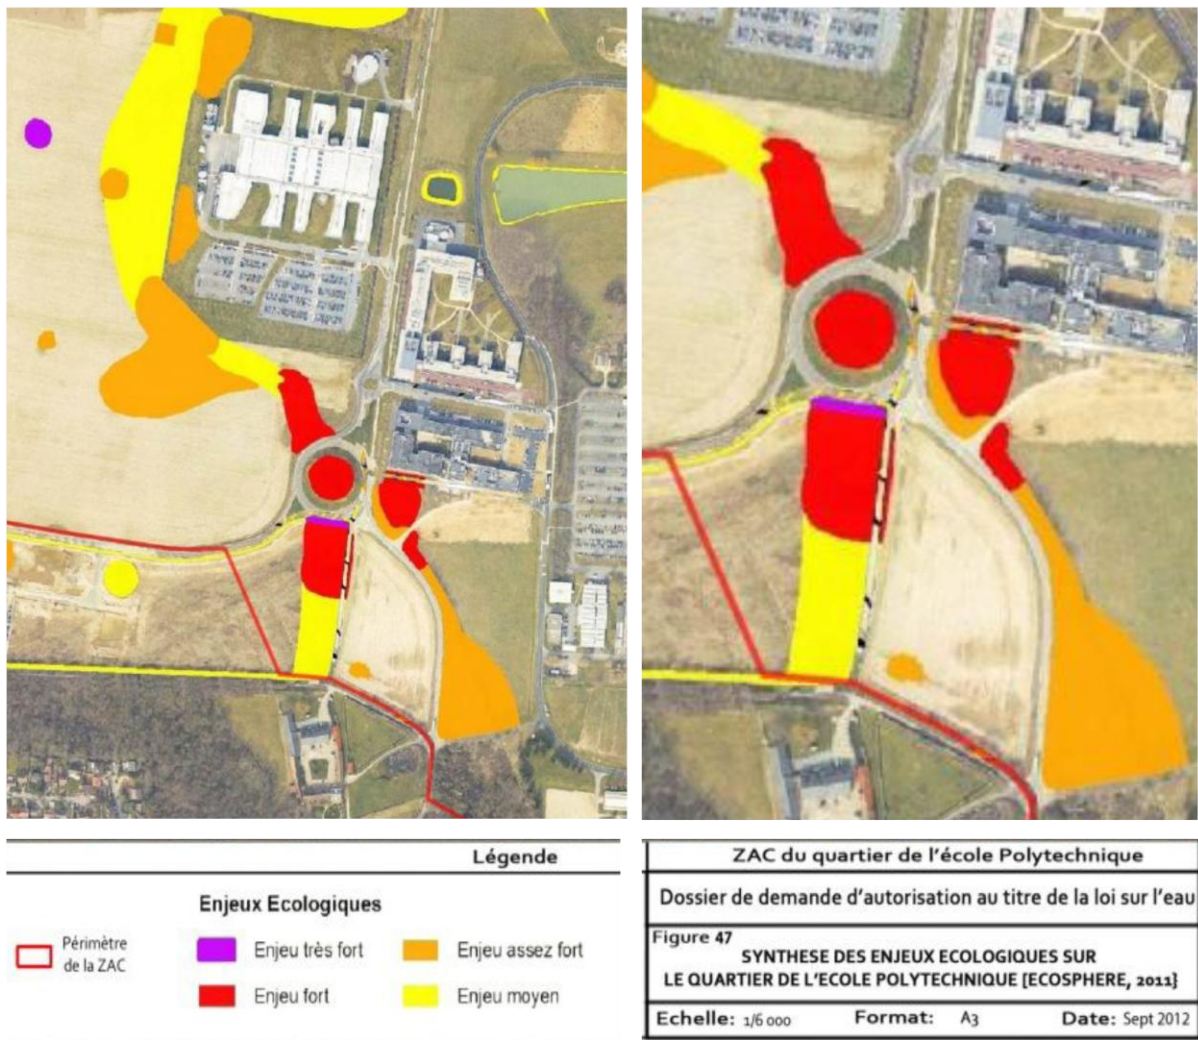 Légende
Enjeux Ecologiques
Périmètre
de la ZAC
Enjeu très fort
Enjeu assez fort
Enjeu fort
Enjeu moyen
ZAC du quartier de l'école Polytechnique
Dossier de demande d'autorisation au titre de la loi sur l'eau
Figure 47
SYNTHESE DES ENJEUX ECOLOGIQUES SUR
LE QUARTIER DE L'ECOLE POLYTECHNIQUE [ECOSPHERE, 2011}
Echelle: 1/6 000 Format: A3 Date: Sept 2012